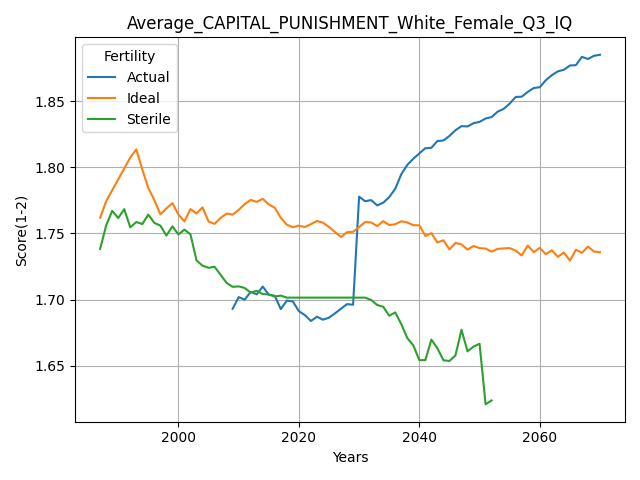 Average_CAPITAL_PUNISHMENT_White_Female_Q3_IQ
Fertility
Actual
Ideal
Sterile
Score(1-2)
1.85
1.80
1.75
1.70
1.65
2000
2020
2040
2060
Years